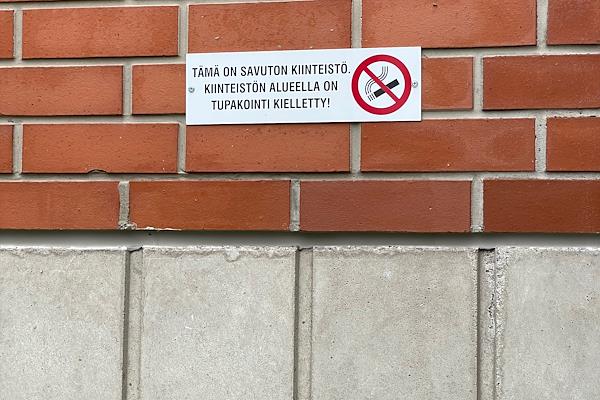 TÄMÄ ON SAVUTON KIINTEISTÖ.
KIINTEISTÖN ALUEELLA ON
TUPAKOINTI KIELLETTY!